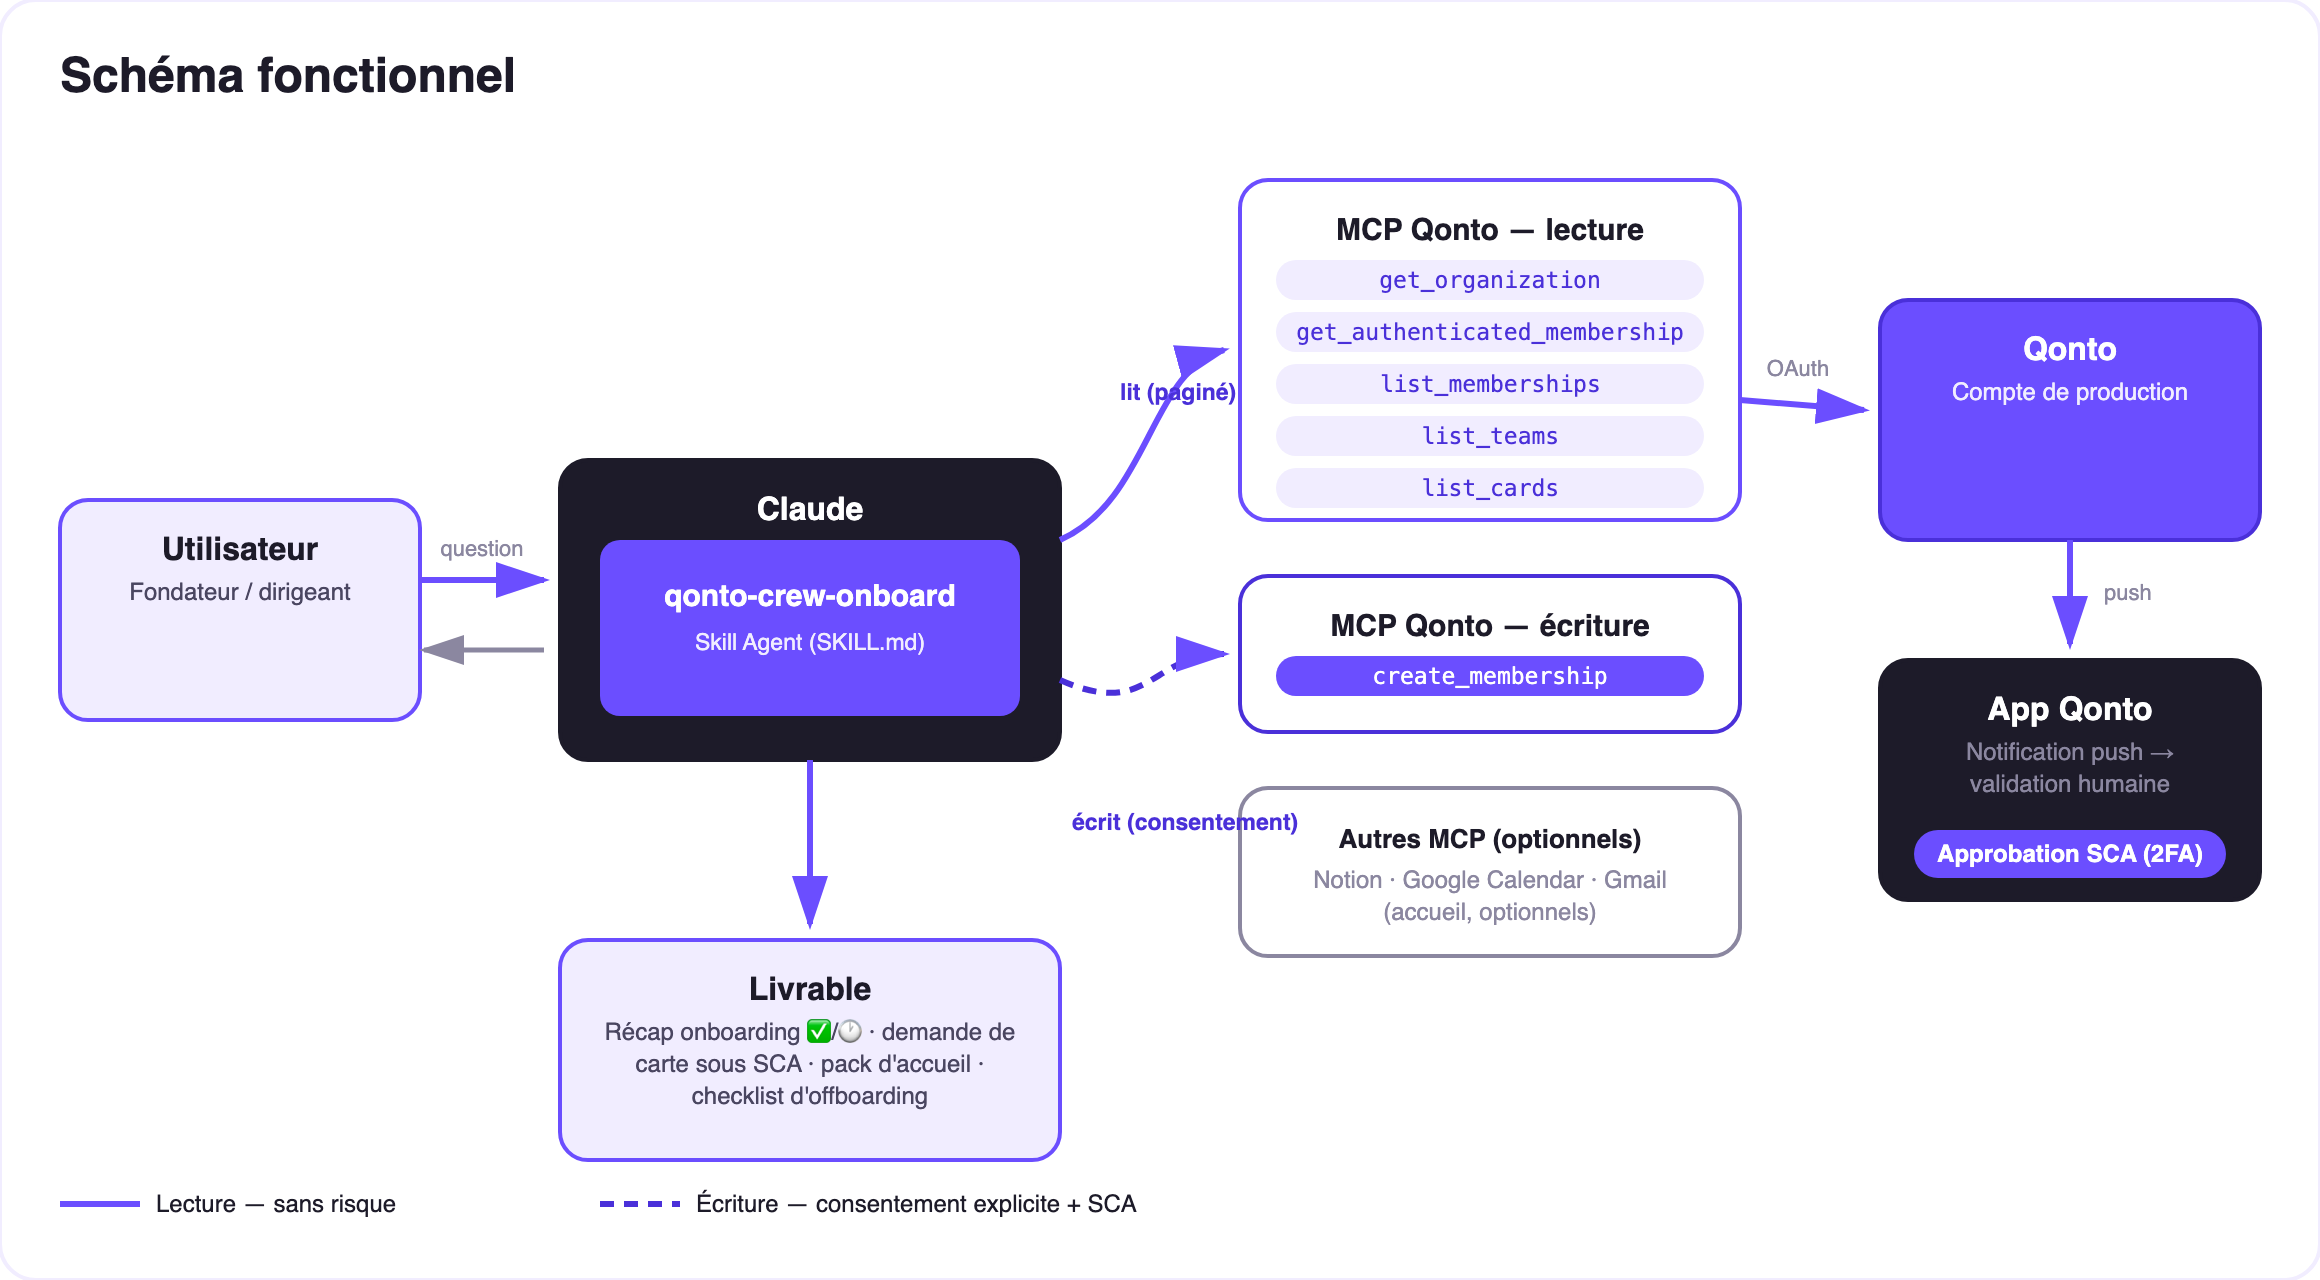 Schéma fonctionnel
Utilisateur
Fondateur / dirigeant
question
Claude
qonto-crew-onboard
Skill Agent (SKILL.md)
lit (paginé)
MCP Qonto — lecture
get_organization
get_authenticated_membership
list_memberships
list_teams
list_cards
OAuth
Qonto
Compte de production
push
MCP Qonto — écriture
create_membership
écrit (consentement)
Autres MCP (optionnels)
Notion · Google Calendar · Gmail
(accueil, optionnels)
App Qonto
Notification push →
validation humaine
Approbation SCA (2FA)
Livrable
Récap onboarding ✅/🕐 · demande de
carte sous SCA · pack d'accueil ·
checklist d'offboarding
Lecture — sans risque
Écriture — consentement explicite + SCA